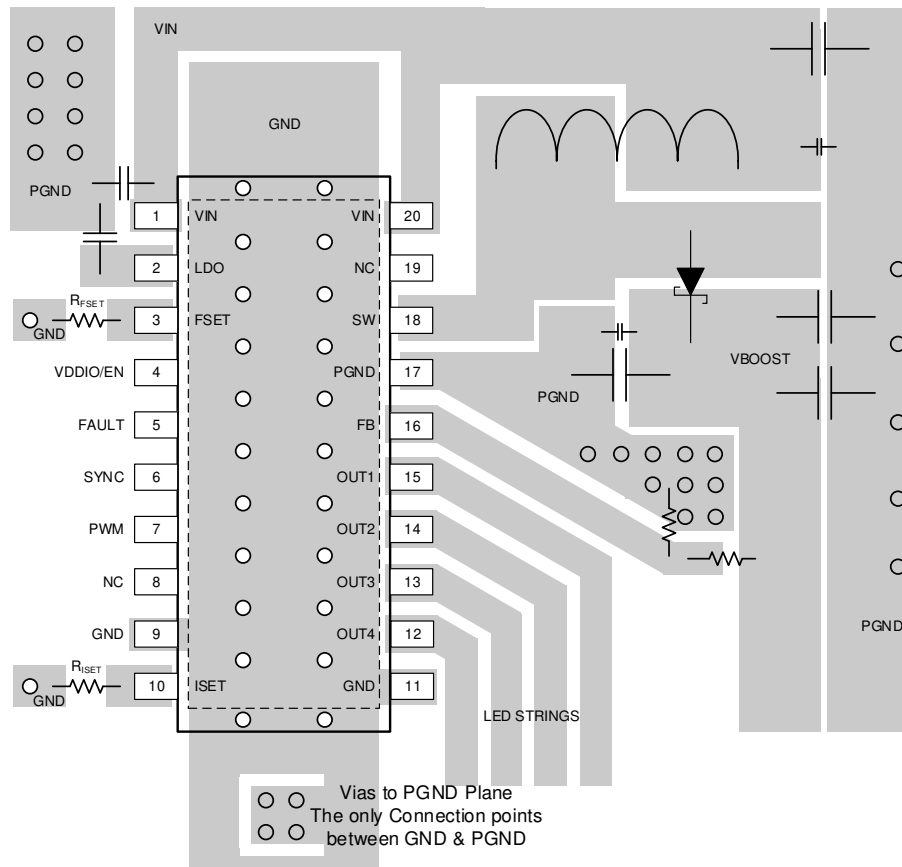 VIN
GND
PGND
1 VIN VIN 20
2 LDO NC 19
GND RFSET 3 FSET SW 18
VDDIO/EN 4 PGND 17
FAULT 5 FB 16
SYNC 6 OUT1 15
PWM 7 OUT2 14
NC 8 OUT3 13
GND 9 OUT4 12
GND RISET 10 ISET GND 11
VBOOST
PGND
PGND
LED STRINGS
Vias to PGND Plane
The only Connection points
between GND & PGND